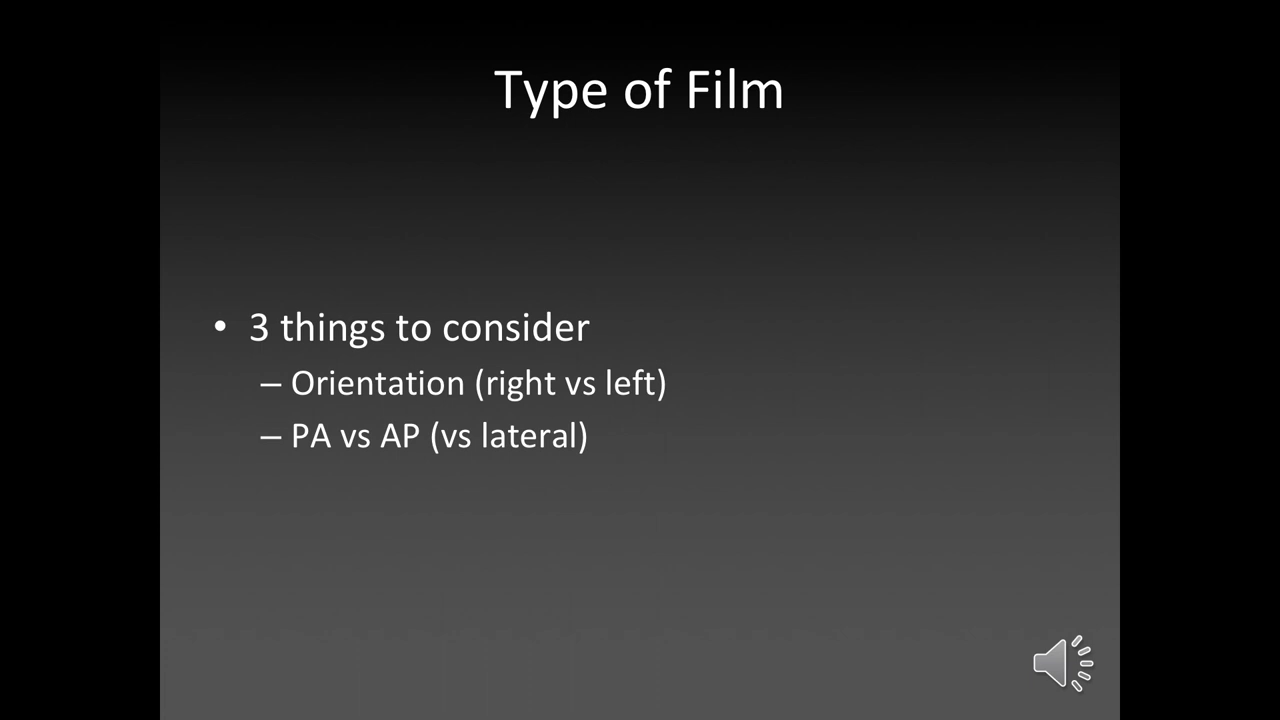 Type of Film
• 3 things to consider
– Orientation (right vs left)
– PA vs AP (vs lateral)